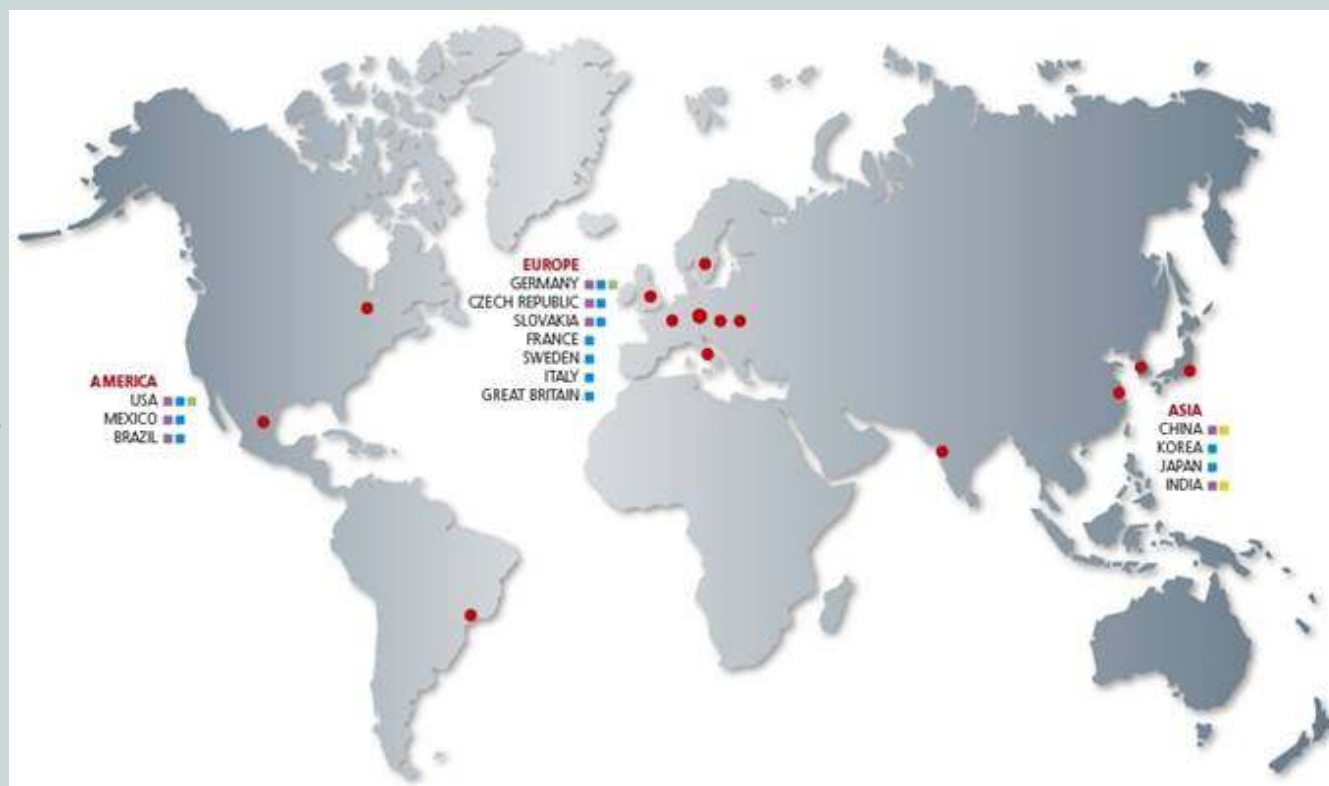 EUROPE
GERMANY
CZECH REPUBLIC
SLOVAKIA
FRANCE
SWEDEN
ITALY
GREAT BRITAIN
AMERICA
USA
MEXICO
BRAZIL
ASIA
CHINA
KOREA
JAPAN
INDIA